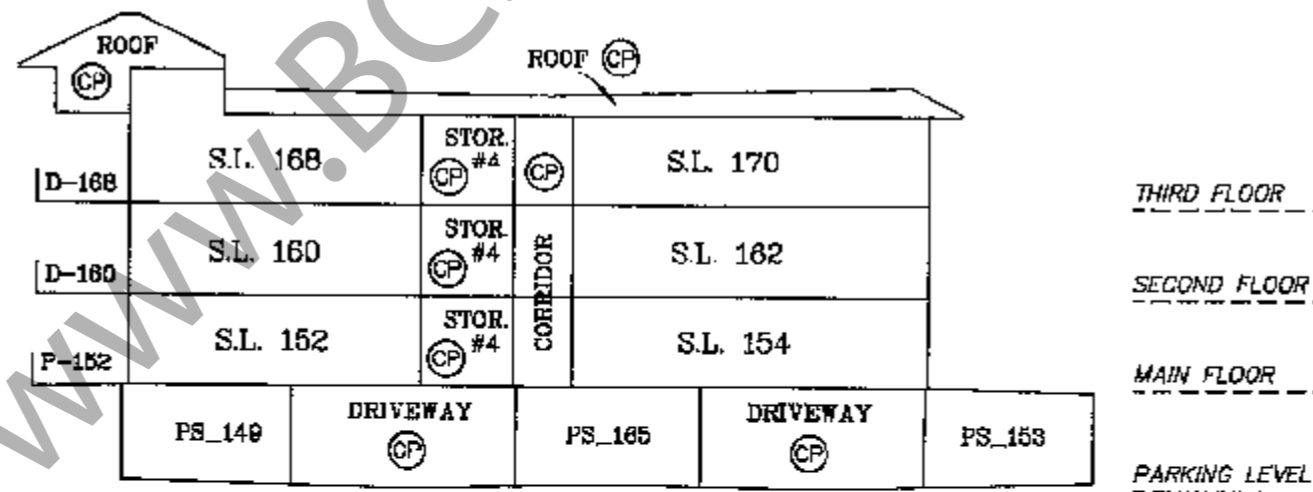 www.BC
ROOF
CP
ROOF CP
S.L. 168
STOR.
#4
CP
CP
S.L. 170
D-168
THIRD FLOOR
S.L. 160
STOR.
#4
CP
CORRIDOR
S.L. 162
D-160
SECOND FLOOR
S.L. 152
STOR.
#4
CP
S.L. 154
P-152
MAIN FLOOR
PS_149
DRIVEWAY
CP
PS_165
DRIVEWAY
CP
PS_153
PARKING LEVEL